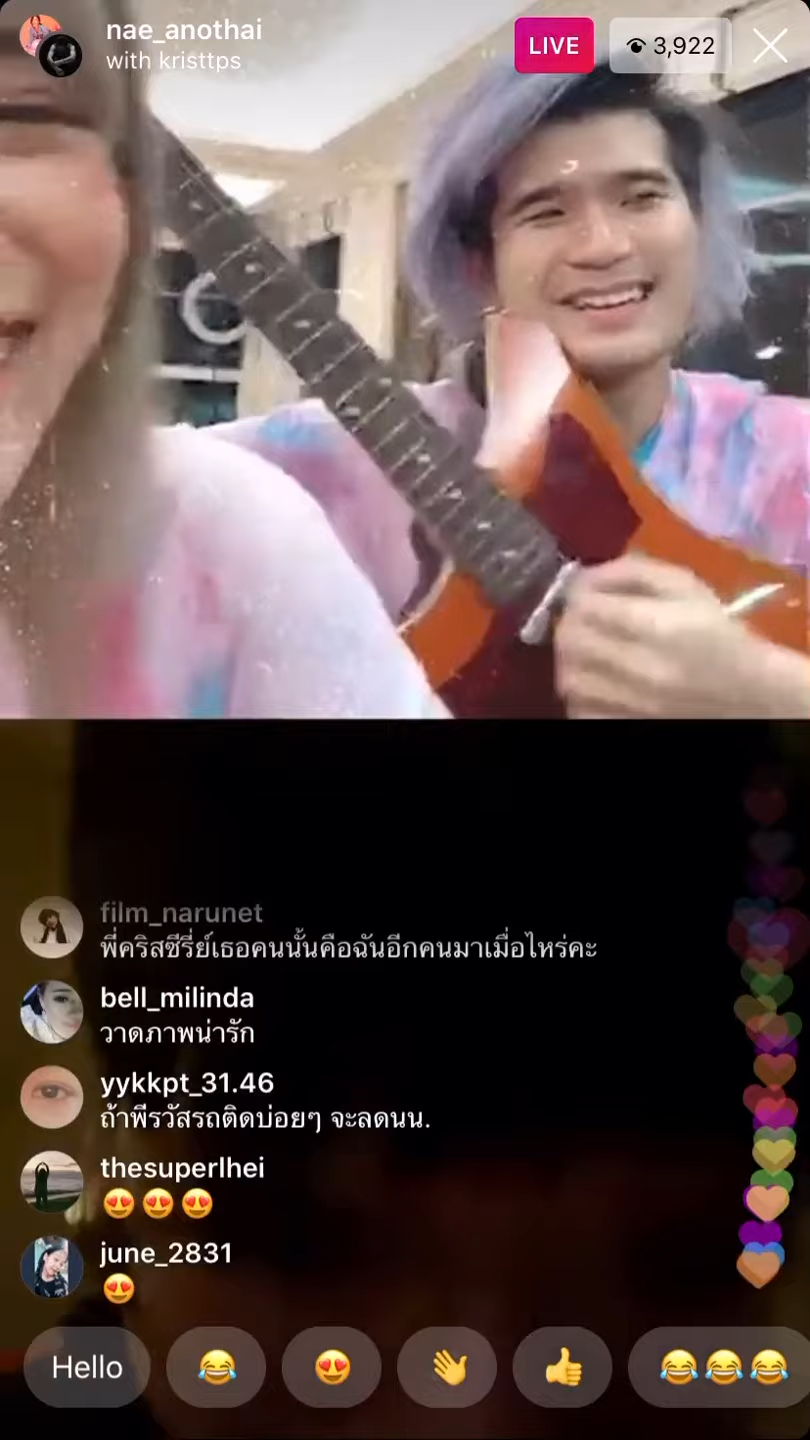 nae_anothai
with kristtps
LIVE
3,922
film_narunet
พี่คริสซีรี่ย์เธอคนนั้นคือฉันอีกคนมาเมื่อไหร่คะ
bell_milinda
วาดภาพน่ารัก
yykkpt_31.46
ถ้าพีรวัสรถติดบ่อยๆ จะลดนน.
thesuperlhei
😍😍😍
june_2831
😍
Hello 😂 😍 👋 👍 😂😂😂